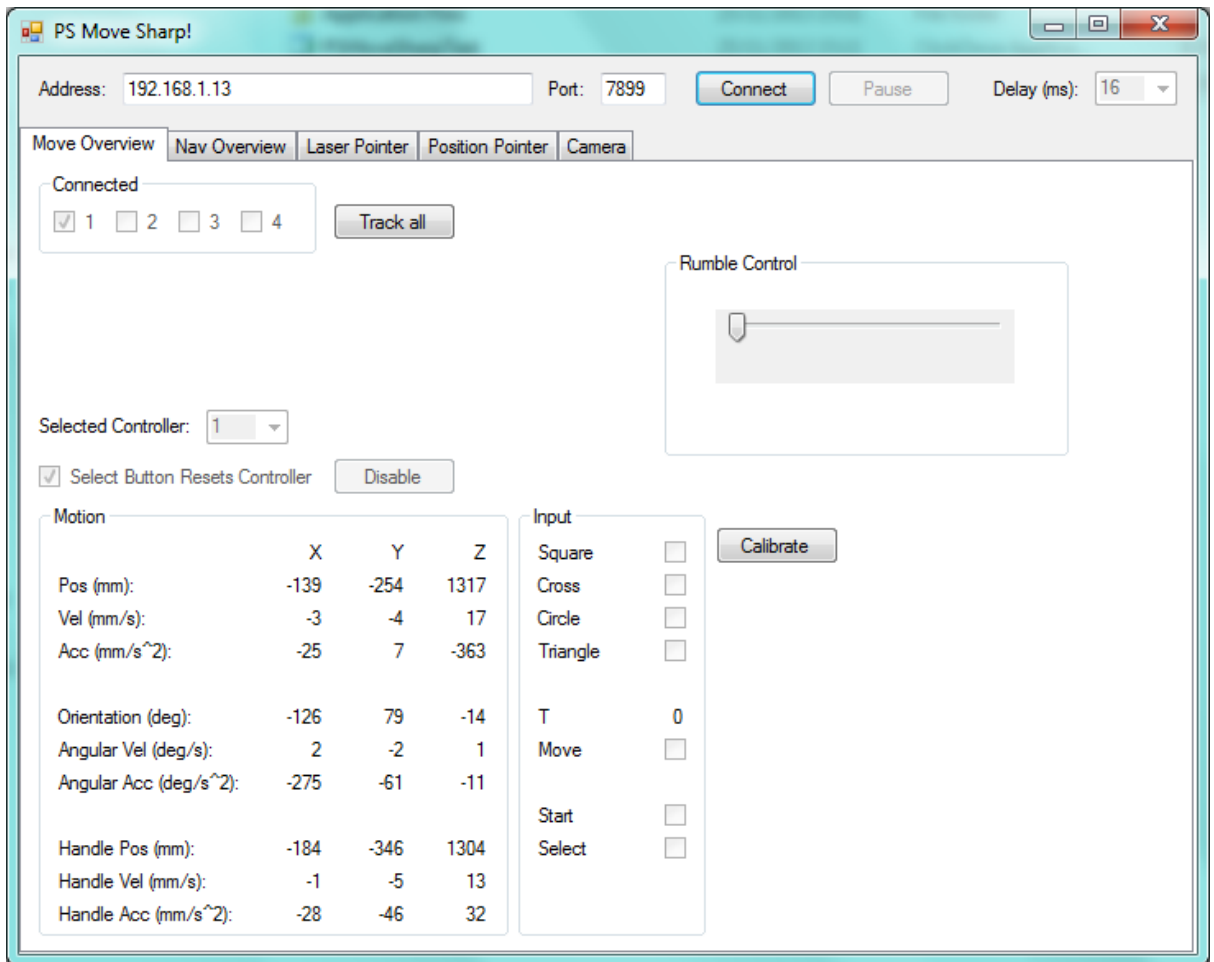 PS Move Sharp!
Address: 192.168.1.13 Port: 7899 Connect Pause Delay (ms): 16
Move Overview Nav Overview Laser Pointer Position Pointer Camera
Connected
1 2 3 4 Track all
Rumble Control
Selected Controller: 1
Select Button Resets Controller Disable
Motion Input
X Y Z Square Calibrate
Pos (mm): -139 -254 1317 Cross
Vel (mm/s): -3 -4 17 Circle
Acc (mm/s^2): -25 7 -363 Triangle
Orientation (deg): -126 79 -14 T 0
Angular Vel (deg/s): 2 -2 1 Move
Angular Acc (deg/s^2): -275 -61 -11
Start
Handle Pos (mm): -184 -346 1304 Select
Handle Vel (mm/s): -1 -5 13
Handle Acc (mm/s^2): -28 -46 32